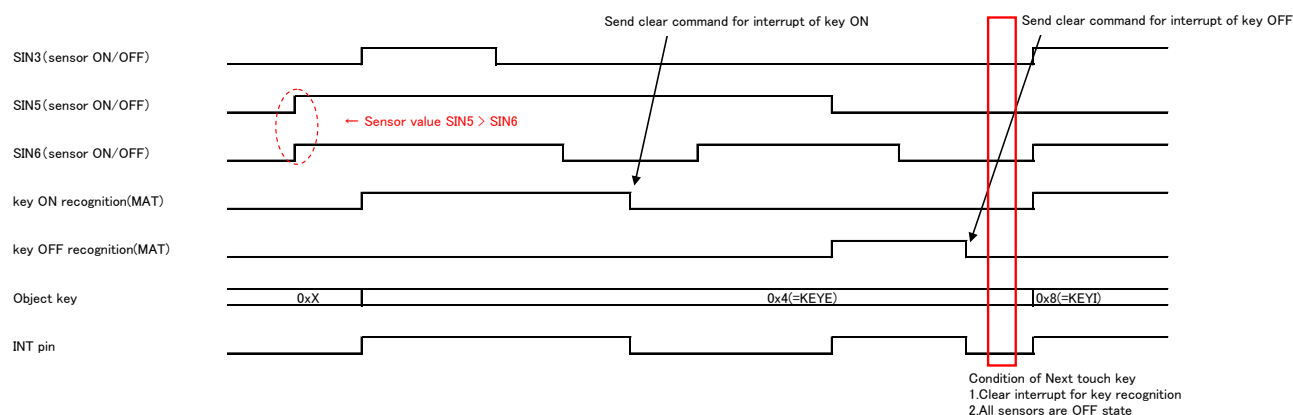 Send clear command for interrupt of key ON
Send clear command for interrupt of key OFF
SIN3(sensor ON/OFF)
SIN5(sensor ON/OFF)
← Sensor value SIN5 > SIN6
SIN6(sensor ON/OFF)
key ON recognition(MAT)
key OFF recognition(MAT)
Object key
0xX
0x4(=KEYE)
0x8(=KEYI)
INT pin
Condition of Next touch key
1.Clear interrupt for key recognition
2.All sensors are OFF state